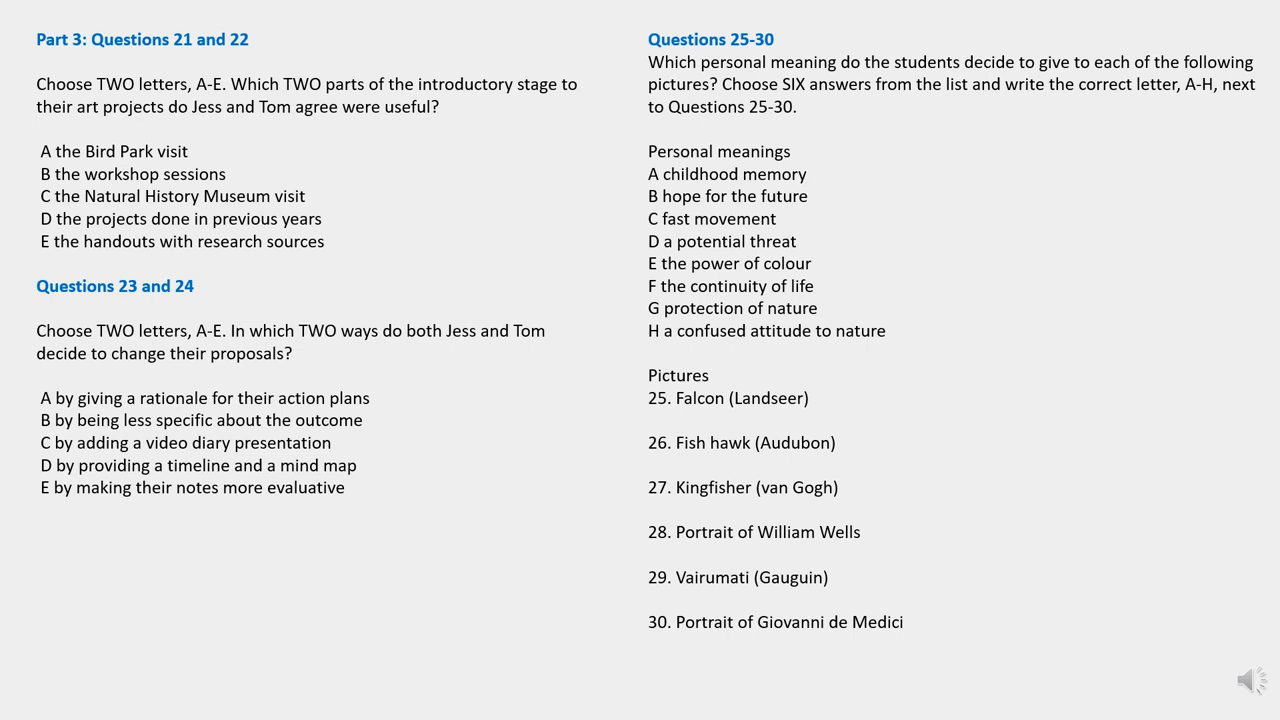 Part 3: Questions 21 and 22
Choose TWO letters, A-E. Which TWO parts of the introductory stage to
their art projects do Jess and Tom agree were useful?
A the Bird Park visit
B the workshop sessions
C the Natural History Museum visit
D the projects done in previous years
E the handouts with research sources
Questions 23 and 24
Choose TWO letters, A-E. In which TWO ways do both Jess and Tom
decide to change their proposals?
A by giving a rationale for their action plans
B by being less specific about the outcome
C by adding a video diary presentation
D by providing a timeline and a mind map
E by making their notes more evaluative
Questions 25-30
Which personal meaning do the students decide to give to each of the following
pictures? Choose SIX answers from the list and write the correct letter, A-H, next
to Questions 25-30.
Personal meanings
A childhood memory
B hope for the future
C fast movement
D a potential threat
E the power of colour
F the continuity of life
G protection of nature
H a confused attitude to nature
Pictures
25. Falcon (Landseer)
26. Fish hawk (Audubon)
27. Kingfisher (van Gogh)
28. Portrait of William Wells
29. Vairumati (Gauguin)
30. Portrait of Giovanni de Medici